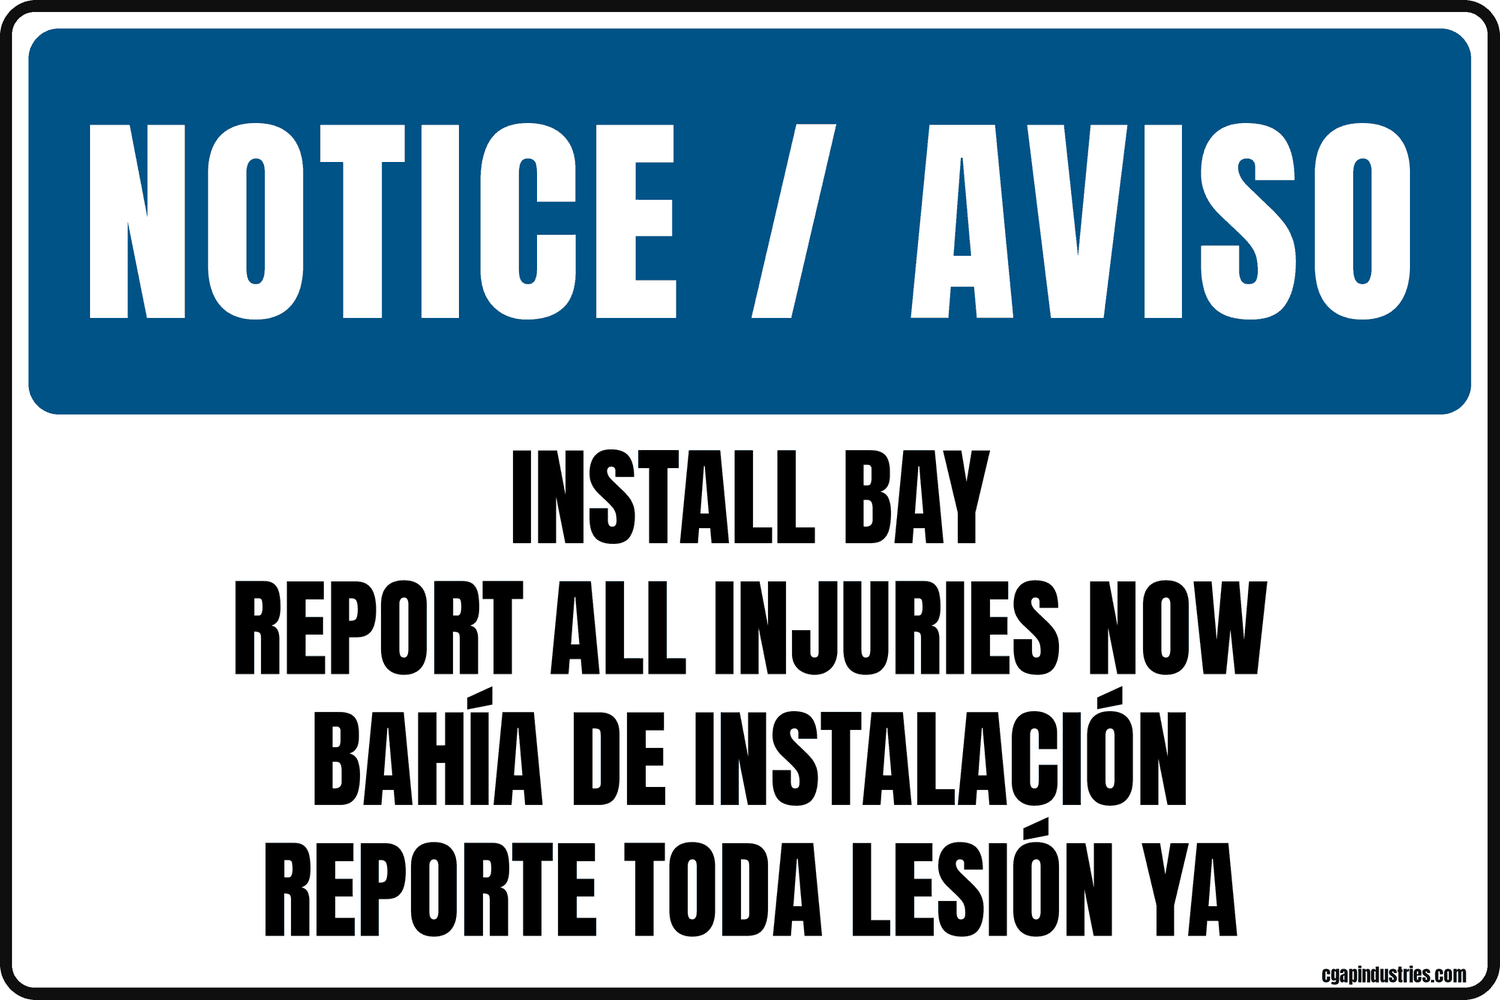 NOTICE / AVISO
INSTALL BAY
REPORT ALL INJURIES NOW
BAHÍA DE INSTALACIÓN
REPORTE TODA LESIÓN YA
cgapindustries.com